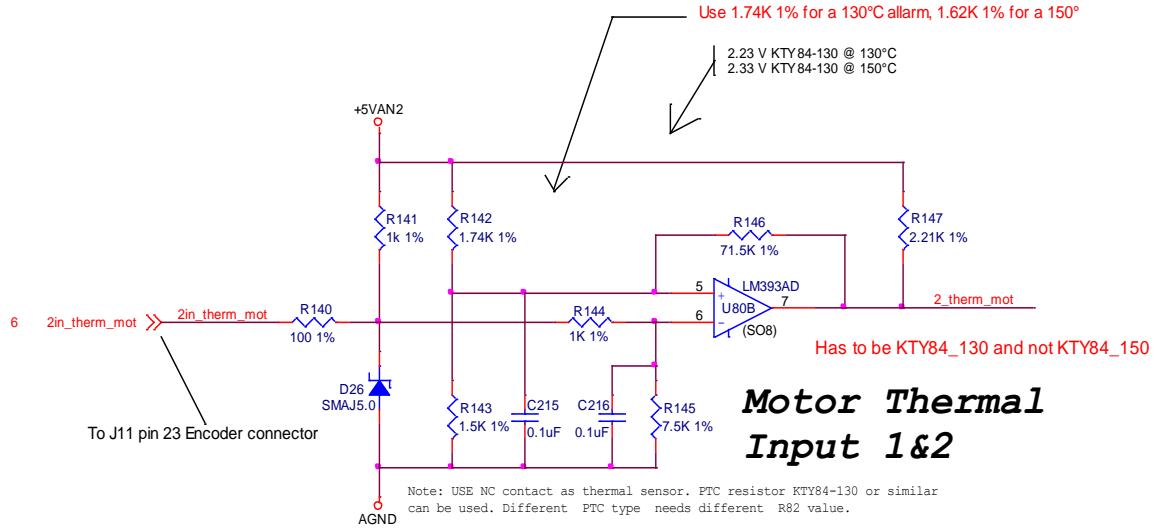 Use 1.74K 1% for a 130°C allarm, 1.62K 1% for a 150°
2.23 V KTY84-130 @ 130°C
2.33 V KTY84-130 @ 150°C
+5VAN2
R141
1k 1%
R142
1.74K 1%
R146
71.5K 1%
R147
2.21K 1%
LM393AD
5
+
U80B
7
6
-
(SO8)
2_therm_mot
6
2in_therm_mot
2in_therm_mot
R140
100 1%
R144
1K 1%
Has to be KTY84_130 and not KTY84_150
D26
SMAJ5.0
R143
1.5K 1%
C215
0.1uF
C216
0.1uF
R145
7.5K 1%
Motor Thermal
Input 1&2
To J11 pin 23 Encoder connector
Note: USE NC contact as thermal sensor. PTC resistor KTY84-130 or similar
can be used. Different PTC type needs different R82 value.
AGND